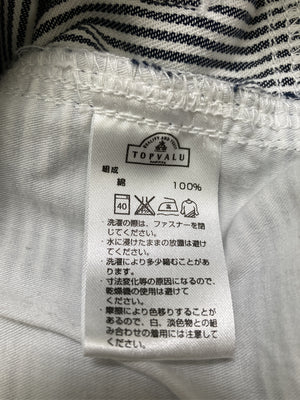 QUALITY AND
TOPVALU
組成
綿 100%
40
・洗濯の際は、ファスナーを閉
じてください。
・水に浸けたままの放置は避け
てください。
・洗濯により多少縮むことがあ
ります。
・寸法変化等の原因になるので、
乾燥機の使用は避けて
ください。
・摩擦により色移りすることが
あるので、白、淡色物との組
み合わせの着用には注意して
ください。